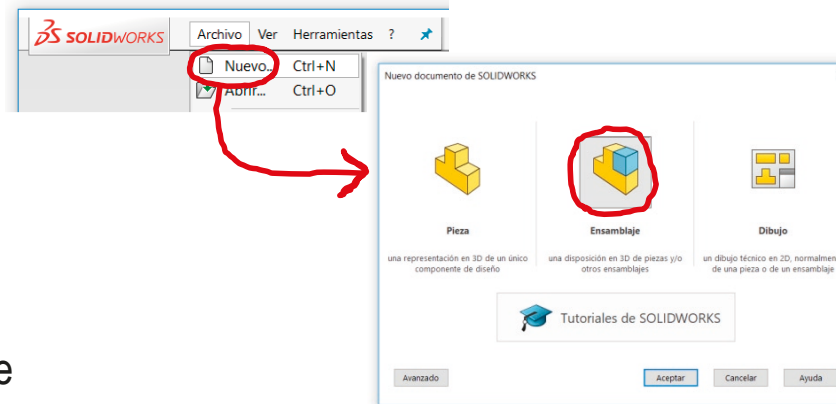 SOLIDWORKS
Archivo Ver Herramientas ?
Nuevo... Ctrl+N
Abrir... Ctrl+O
Nuevo documento de SOLIDWORKS
Pieza
una representación en 3D de un único
componente de diseño
Ensamblaje
una disposición en 3D de piezas y/o
otros ensamblajes
Dibujo
un dibujo técnico en 2D, normalmen
de una pieza o de un ensamblaje
Tutoriales de SOLIDWORKS
Avanzado Aceptar Cancelar Ayuda
e